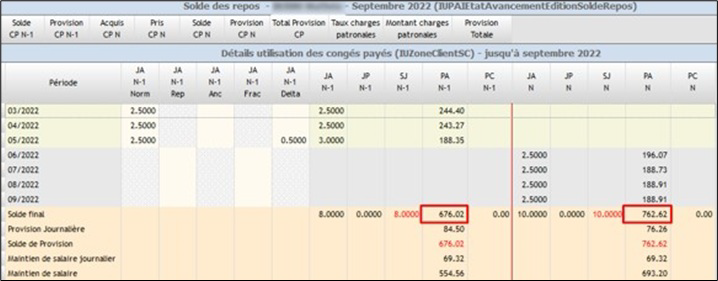 Solde des repos - - Septembre 2022 (IUPAIEtatAvancementEditionSoldeRepos)
Solde CP N-1 Provision CP N-1 Acquis CP N Pris CP N Solde CP N Provision CP N Total Provision CP Taux charges patronales Montant charges patronales Provision Totale
Détails utilisation des congés payés (IUZoneClientSC) - jusqu'à septembre 2022
Période JA N-1 Norm JA N-1 Rep JA N-1 Anc JA N-1 Frac JA N-1 Delta JA N-1 JP N-1 SJ N-1 PA N-1 PC N-1 JA N JP N SJ N PA N PC N
03/2022 2.5000 2.5000 244.40
04/2022 2.5000 2.5000 243.27
05/2022 2.5000 0.5000 3.0000 188.35
06/2022 2.5000 196.07
07/2022 2.5000 188.73
08/2022 2.5000 188.91
09/2022 2.5000 188.91
Solde final 8.0000 0.0000 8.0000 676.02 0.00 10.0000 0.0000 10.0000 762.62 0.00
Provision Journalière 84.50 76.26
Solde de Provision 676.02 762.62
Maintien de salaire journalier 69.32 69.32
Maintien de salaire 554.56 693.20